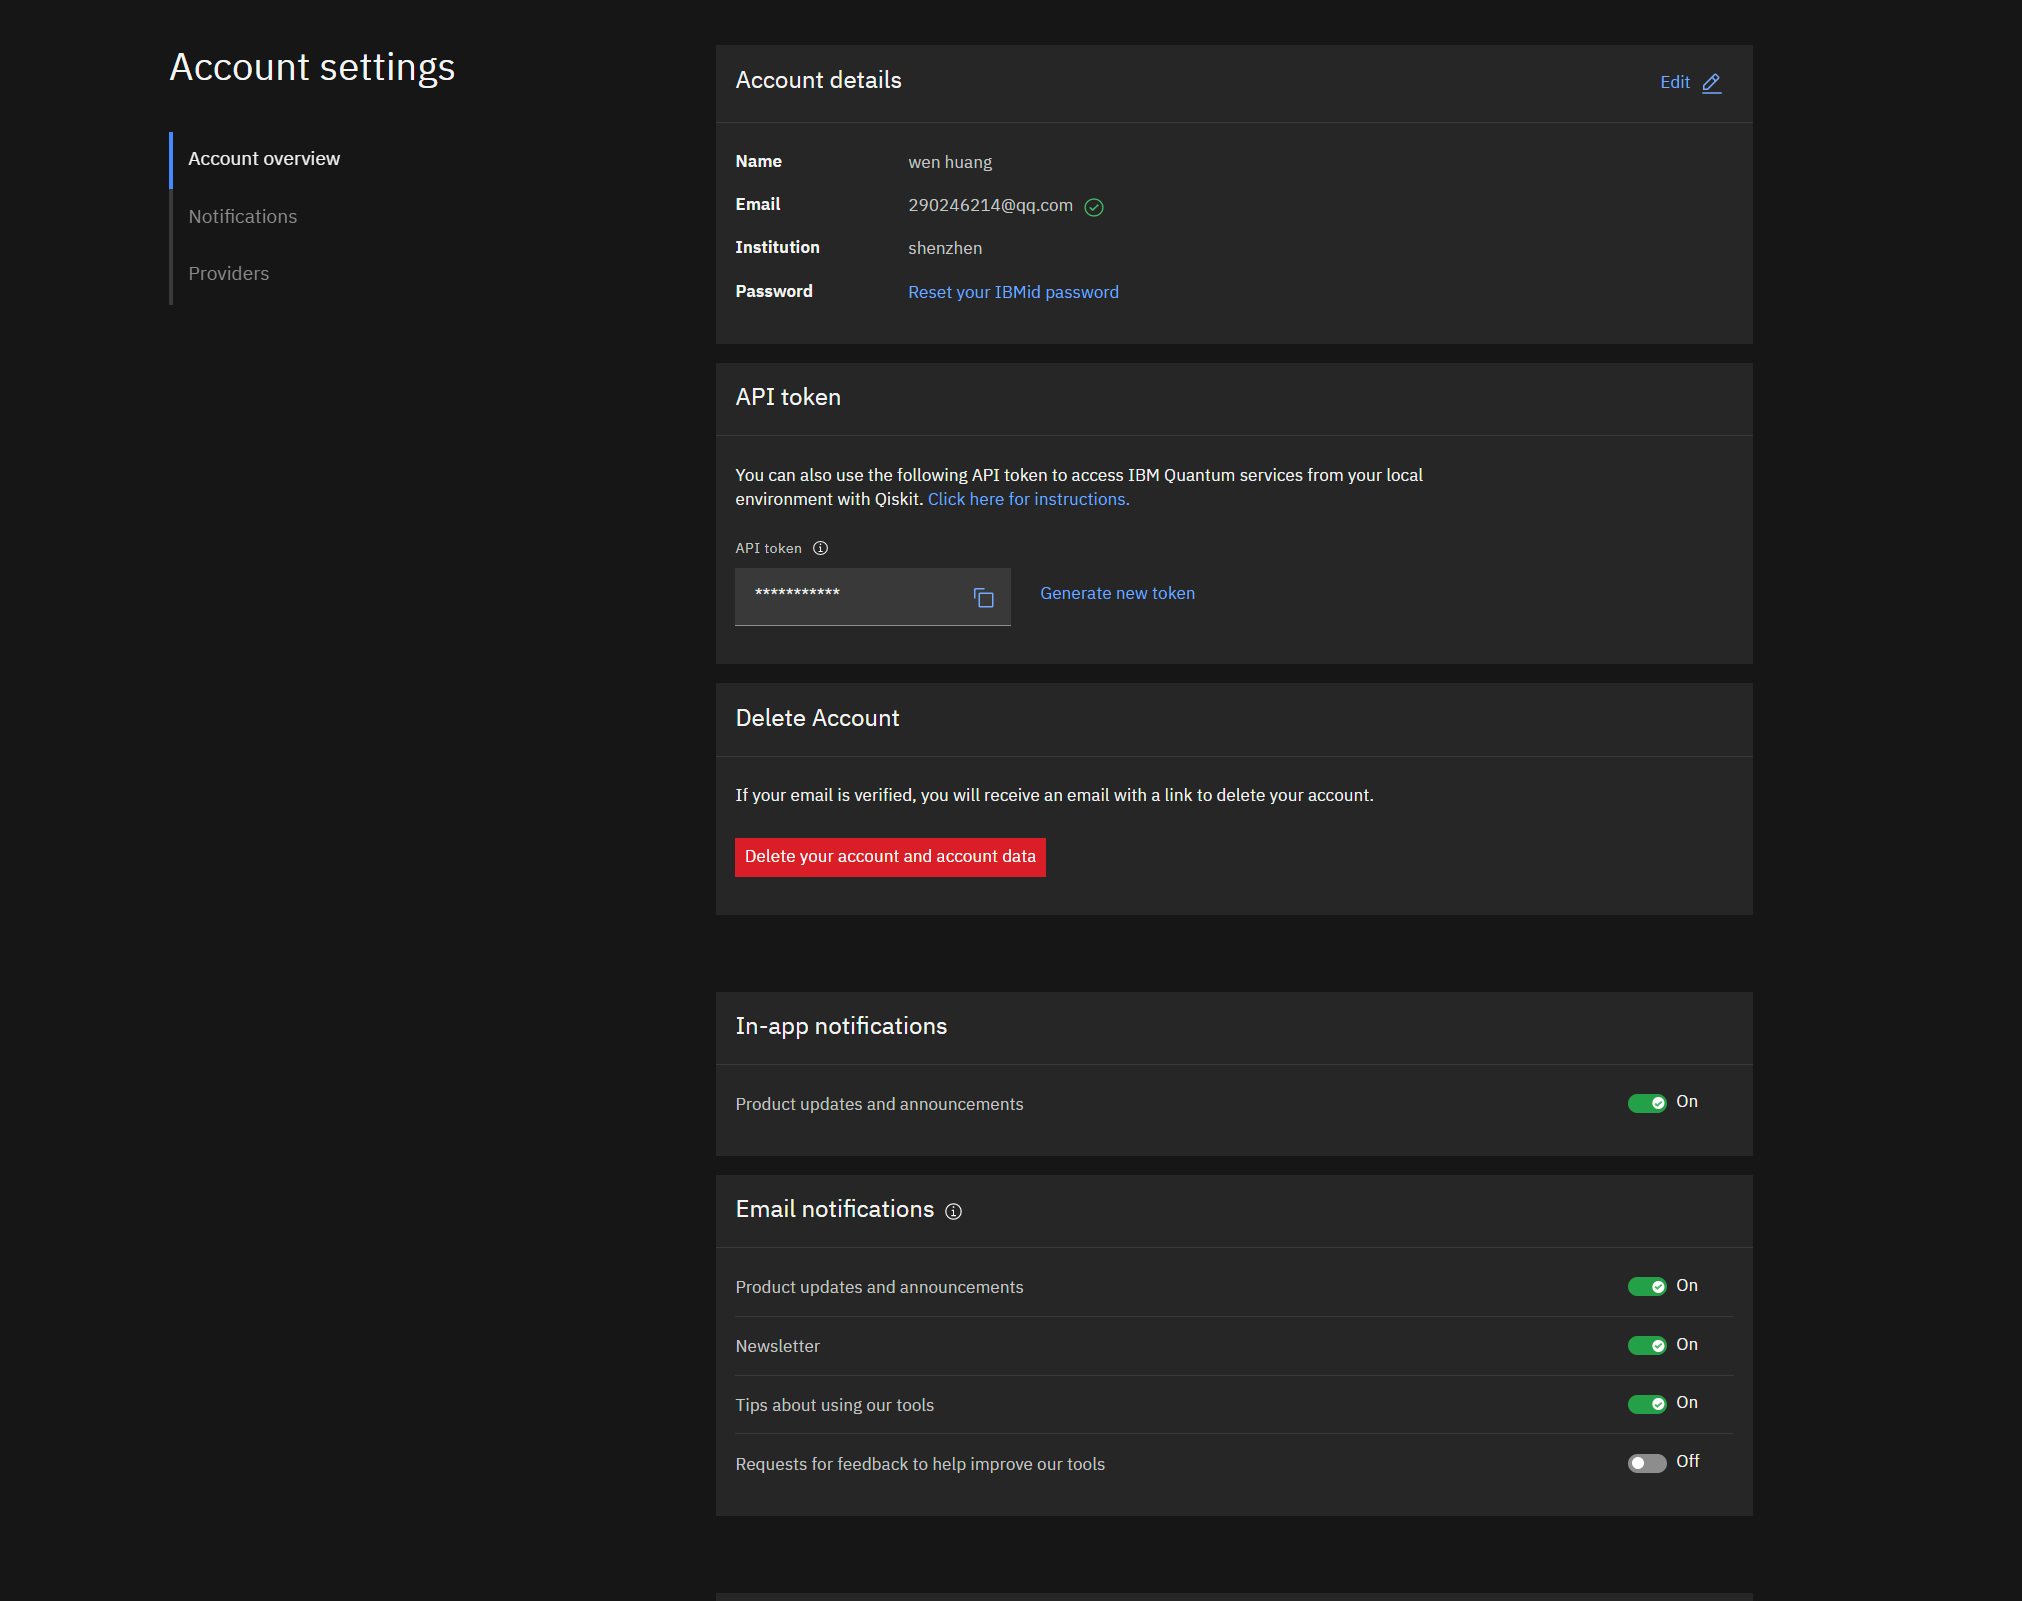 Account settings
Account overview
Notifications
Providers
Account details
Edit
Name wen huang
Email 290246214@qq.com
Institution shenzhen
Password Reset your IBMid password
API token
You can also use the following API token to access IBM Quantum services from your local
environment with Qiskit. Click here for instructions.
API token
***********
Generate new token
Delete Account
If your email is verified, you will receive an email with a link to delete your account.
Delete your account and account data
In-app notifications
Product updates and announcements On
Email notifications
Product updates and announcements On
Newsletter On
Tips about using our tools On
Requests for feedback to help improve our tools Off